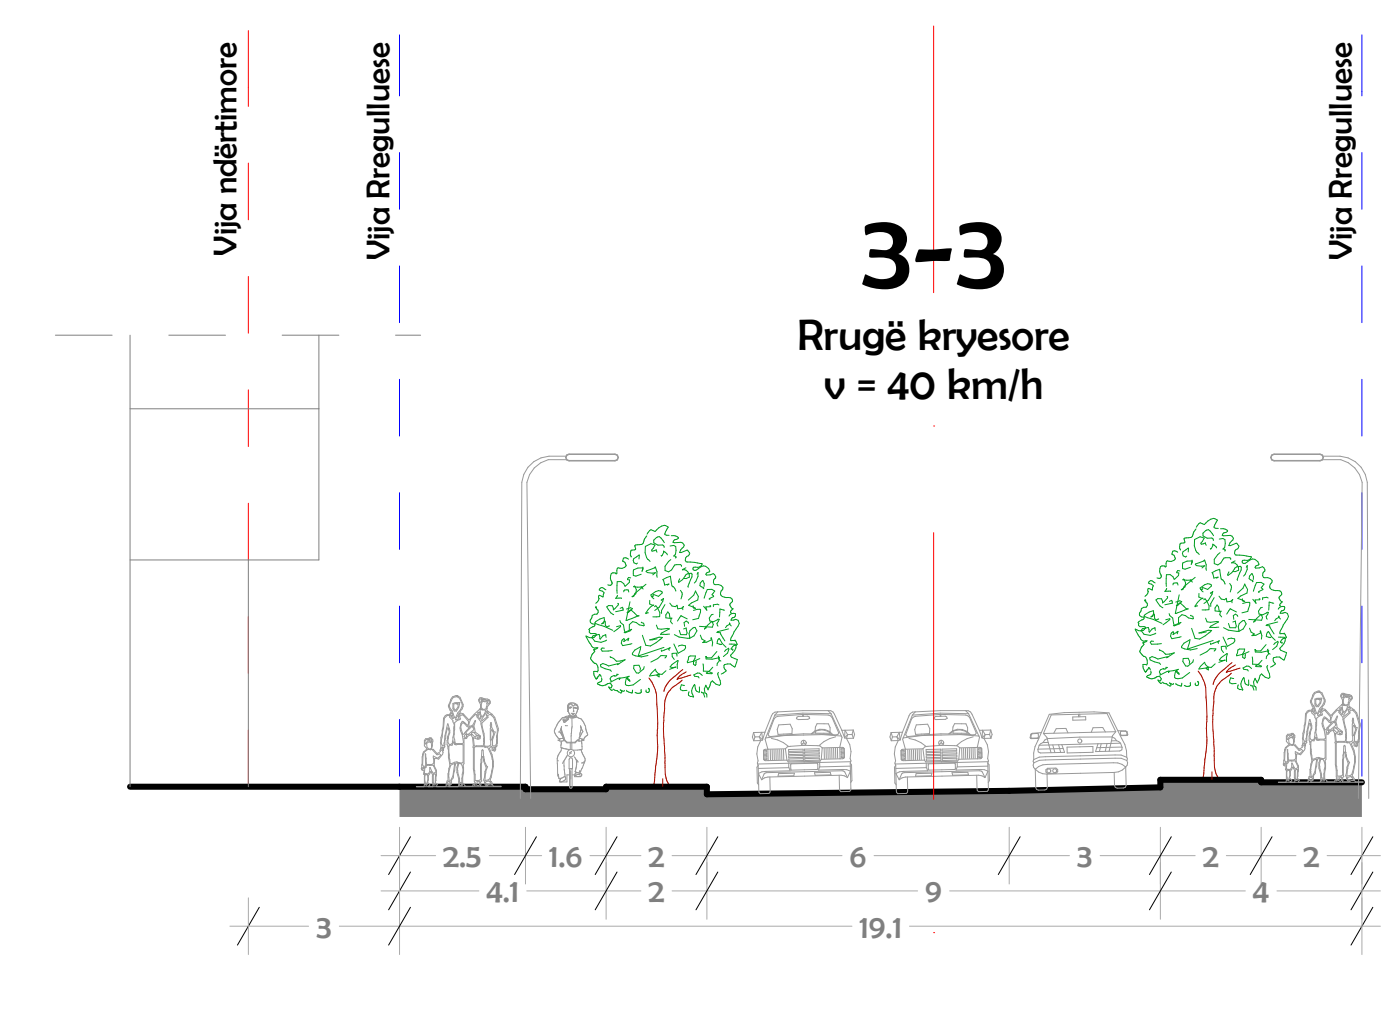 Vija ndërtimore
Vija Rregulluese
Vija Rregulluese
3-3
Rrugë kryesore
v = 40 km/h
2.5 1.6 2 6 3 2 2
4.1 2 9 4
3 19.1